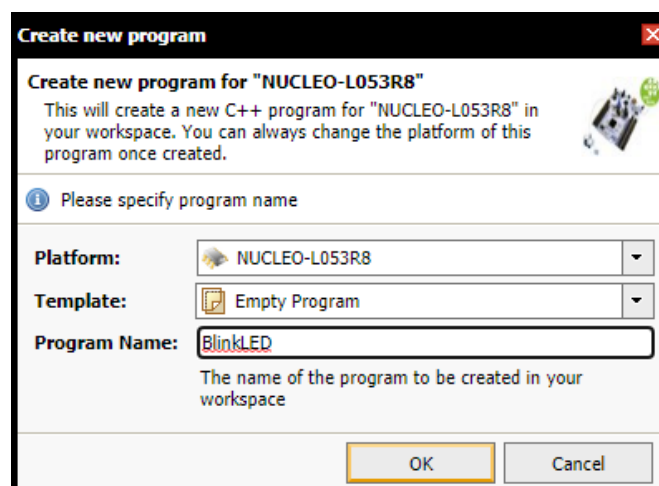 Create new program
Create new program for "NUCLEO-L053R8"
This will create a new C++ program for "NUCLEO-L053R8" in
your workspace. You can always change the platform of this
program once created.
Please specify program name
Platform: NUCLEO-L053R8
Template: Empty Program
Program Name: BlinkLED
The name of the program to be created in your
workspace
OK Cancel